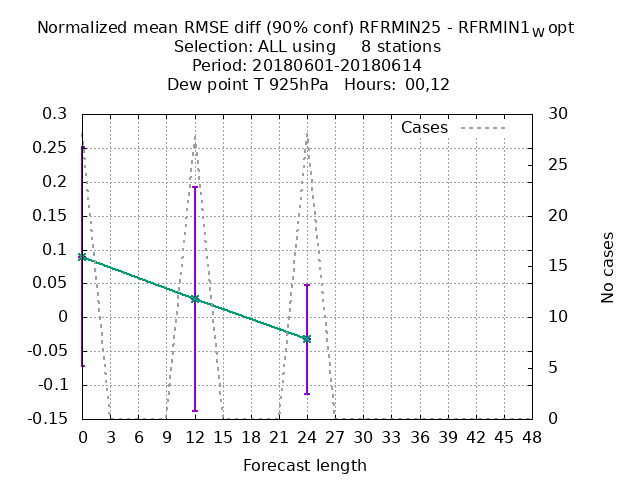 Normalized mean RMSE diff (90% conf) RFRMIN25 - RFRMIN1_W opt
Selection: ALL using 8 stations
Period: 20180601-20180614
Dew point T 925hPa Hours: 00,12
Cases
0.3
0.25
0.2
0.15
0.1
0.05
0
-0.05
-0.1
-0.15
30
25
20
15
10
5
0
No cases
0 3 6 9 12 15 18 21 24 27 30 33 36 39 42 45 48
Forecast length